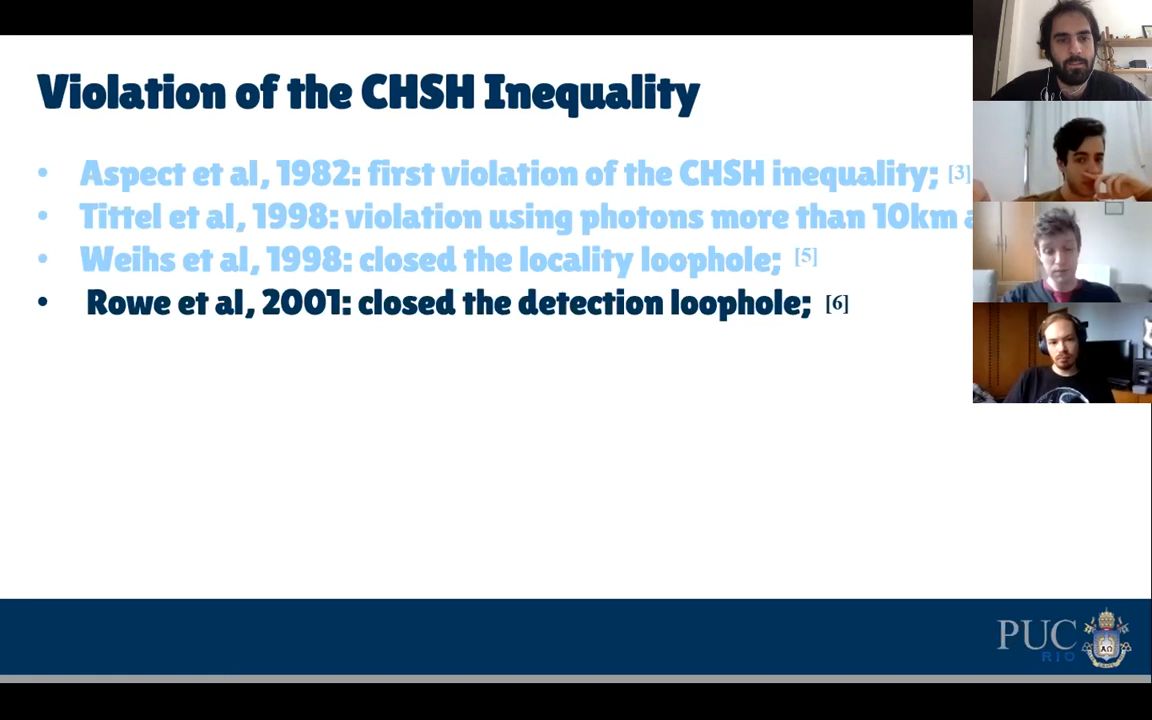 Violation of the CHSH Inequality
• Aspect et al, 1982: first violation of the CHSH inequality; [3]
• Tittel et al, 1998: violation using photons more than 10km
• Weihs et al, 1998: closed the locality loophole; [5]
• Rowe et al, 2001: closed the detection loophole; [6]
PUC
RIO